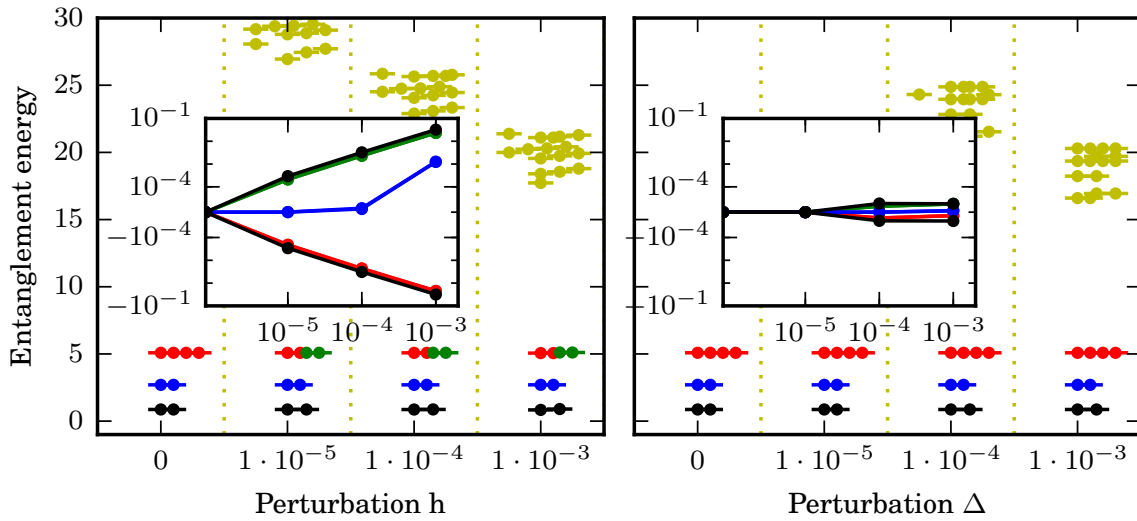 Entanglement energy
30
25
20
15
10
5
0
10⁻¹
10⁻⁴
−10⁻⁴
−10⁻¹
10⁻⁵ 10⁻⁴ 10⁻³
0 1 · 10⁻⁵ 1 · 10⁻⁴ 1 · 10⁻³
Perturbation h
10⁻¹
10⁻⁴
−10⁻⁴
−10⁻¹
10⁻⁵ 10⁻⁴ 10⁻³
0 1 · 10⁻⁵ 1 · 10⁻⁴ 1 · 10⁻³
Perturbation Δ